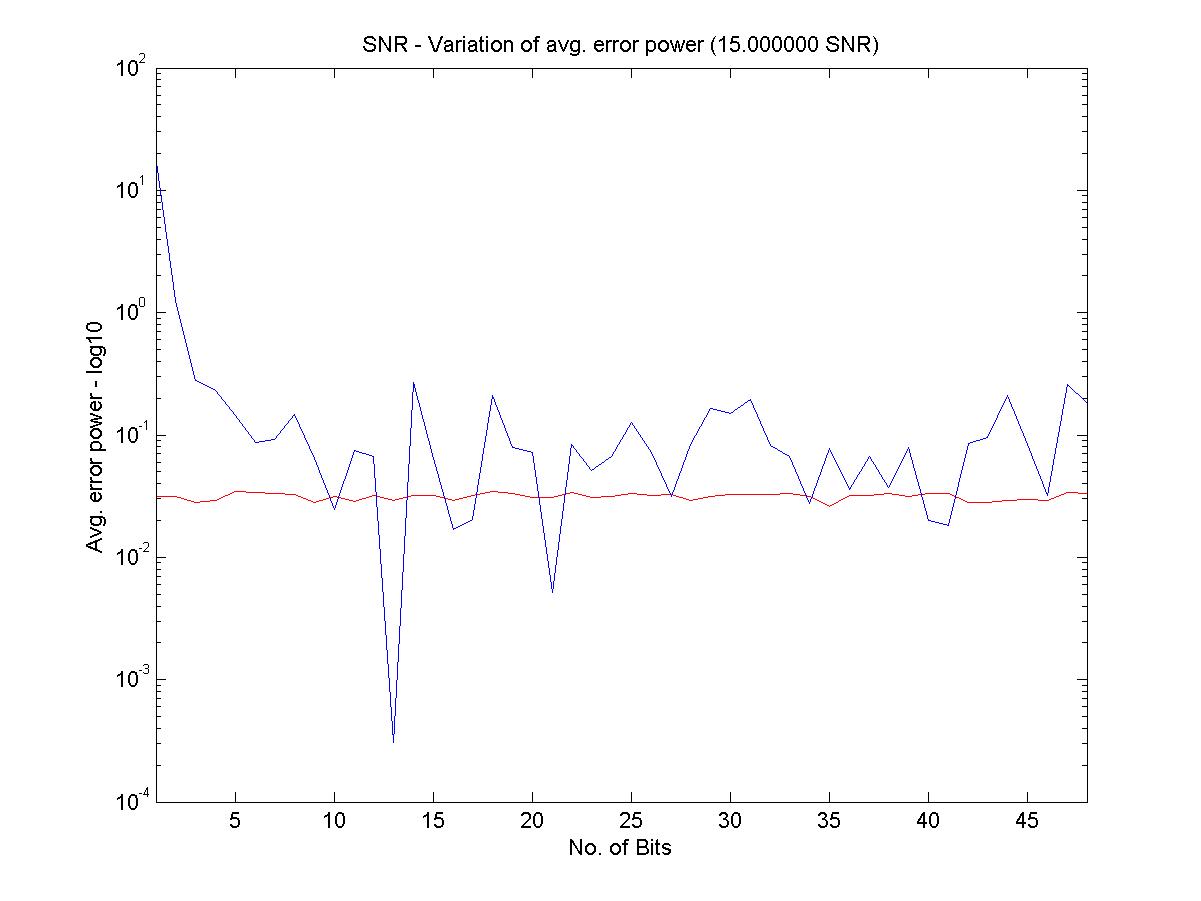 SNR - Variation of avg. error power (15.000000 SNR)
10^2
10^1
10^0
10^-1
10^-2
10^-3
10^-4
Avg. error power - log10
5 10 15 20 25 30 35 40 45
No. of Bits